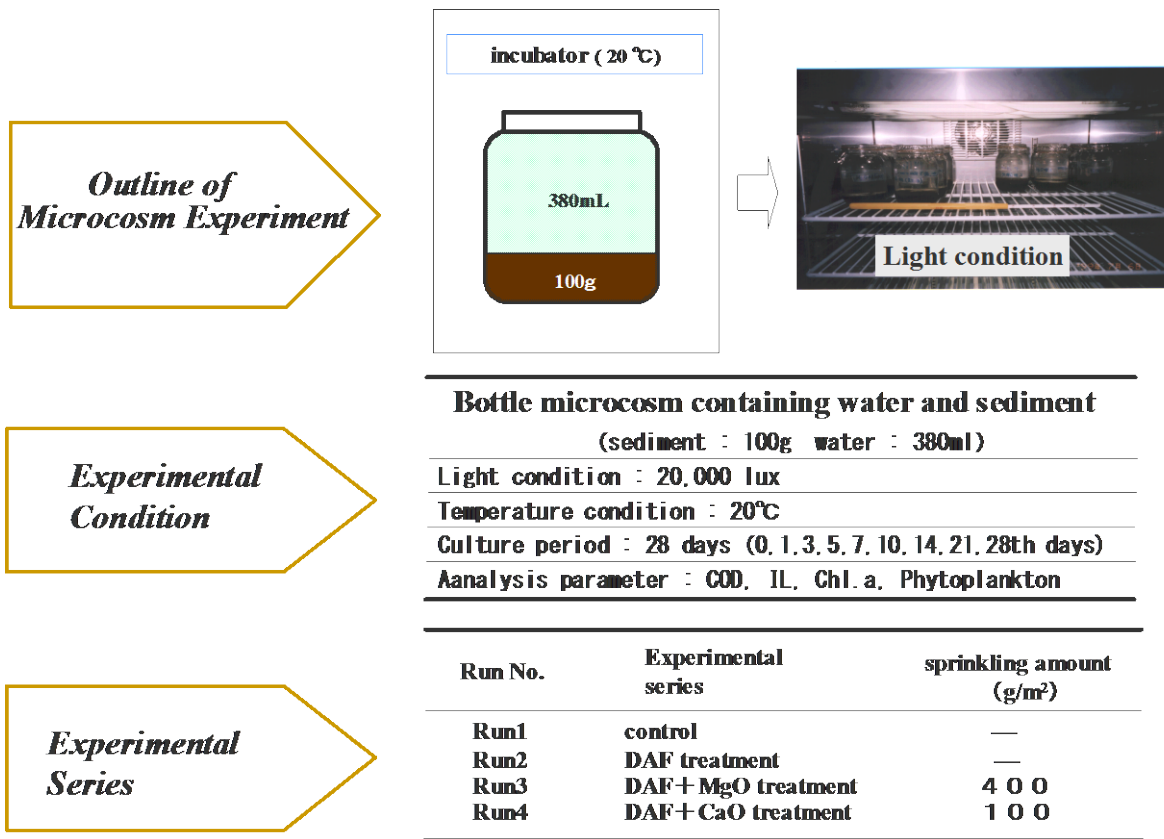 Outline of
Microcosm Experiment
incubator ( 20 ℃)
380mL
100g
Light condition
Experimental
Condition
Bottle microcosm containing water and sediment
(sediment : 100g water : 380ml)
Light condition : 20,000 lux
Temperature condition : 20℃
Culture period : 28 days (0,1,3,5,7,10,14,21,28th days)
Aanalysis parameter : COD, IL, Chl.a, Phytoplankton
Experimental
Series
Run No. Experimental series sprinkling amount (g/m²)
Run1 control —
Run2 DAF treatment —
Run3 DAF+MgO treatment 400
Run4 DAF+CaO treatment 100